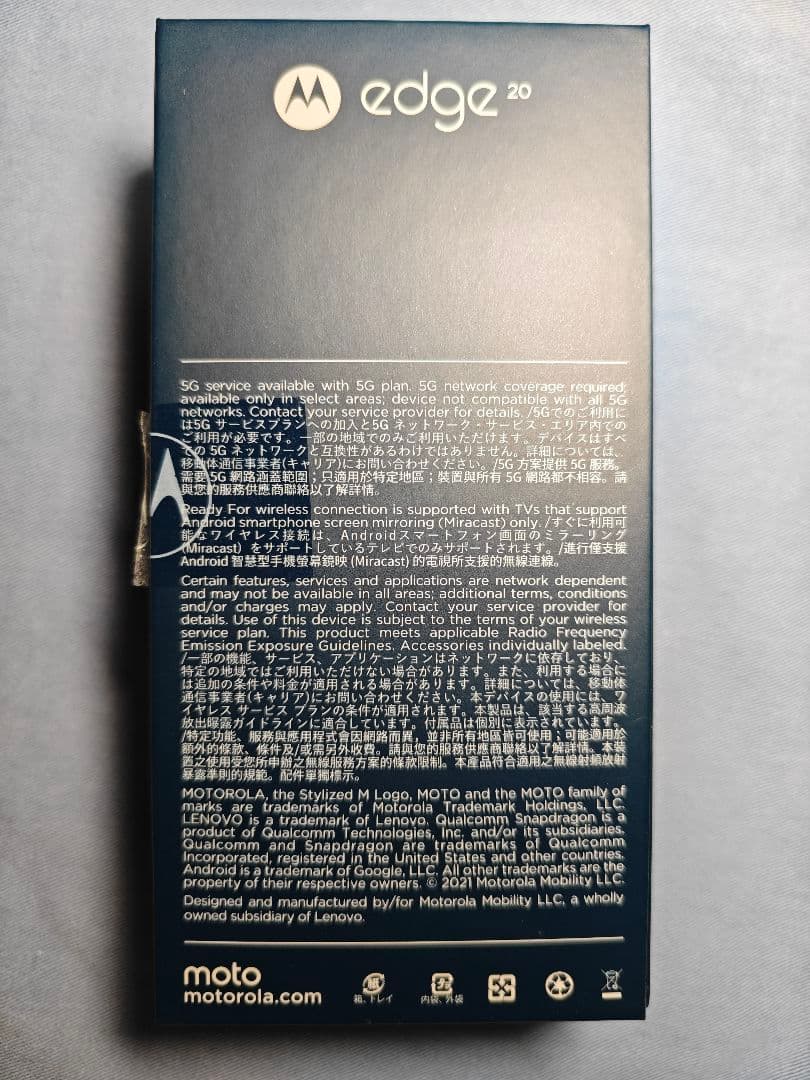 edge 20
5G service available with 5G plan. 5G network coverage required;
available only in select areas; device not compatible with all 5G
networks. Contact your service provider for details. /5Gでのご利用に
は5G サービスプランへの加入と5G ネットワーク・サービス・エリア内での
ご利用が必要です。一部の地域でのみご利用いただけます。デバイスはすべ
ての 5G ネットワークと互換性があるわけではありません。詳細については、
移動体通信事業者(キャリア)にお問い合わせください。/5G 方案提供 5G 服務。
需要 5G 網路涵蓋範圍；只適用於特定地區；裝置與所有 5G 網路都不相容。請
與您的服務供應商聯絡以了解詳情。
Ready For wireless connection is supported with TVs that support
Android smartphone screen mirroring (Miracast) only. /すぐに利用可
能なワイヤレス接続は、Androidスマートフォン画面のミラーリング
(Miracast) をサポートしているテレビでのみサポートされます。/進行僅支援
Android 智慧型手機螢幕鏡映 (Miracast) 的電視所支援的無線連線。
Certain features, services and applications are network dependent
and may not be available in all areas; additional terms, conditions
and/or charges may apply. Contact your service provider for
details. Use of this device is subject to the terms of your wireless
service plan. This product meets applicable Radio Frequency
Emission Exposure Guidelines. Accessories individually labeled.
/一部の機能、サービス、アプリケーションはネットワークに依存しており、
特定の地域ではご利用いただけない場合があります。また、利用する場合に
は追加の条件や料金が適用される場合があります。詳細については、移動体
通信事業者(キャリア)にお問い合わせください。本デバイスの使用には、ワ
イヤレス サービス プランの条件が適用されます。本製品は、該当する高周波
放出曝露ガイドラインに適合しています。付属品は個別に表示されています。
/特定功能、服務與應用程式會因網路而異，並非所有地區皆可使用；可能適用於
額外的條款、條件及/或需另外收費。請與您的服務供應商聯絡以了解詳情。本裝
置之使用受您所申辦之無線服務方案的條款限制。本產品符合適用之無線射頻放射
暴露準則的規範。配件單獨標示。
MOTOROLA, the Stylized M Logo, MOTO and the MOTO family of
marks are trademarks of Motorola Trademark Holdings, LLC.
LENOVO is a trademark of Lenovo. Qualcomm Snapdragon is a
product of Qualcomm Technologies, Inc. and/or its subsidiaries.
Qualcomm and Snapdragon are trademarks of Qualcomm
Incorporated, registered in the United States and other countries.
Android is a trademark of Google, LLC. All other trademarks are the
property of their respective owners. © 2021 Motorola Mobility LLC.
Designed and manufactured by/for Motorola Mobility LLC, a wholly
owned subsidiary of Lenovo.
moto
motorola.com
紙 プラ
箱、トレイ 内袋、外袋